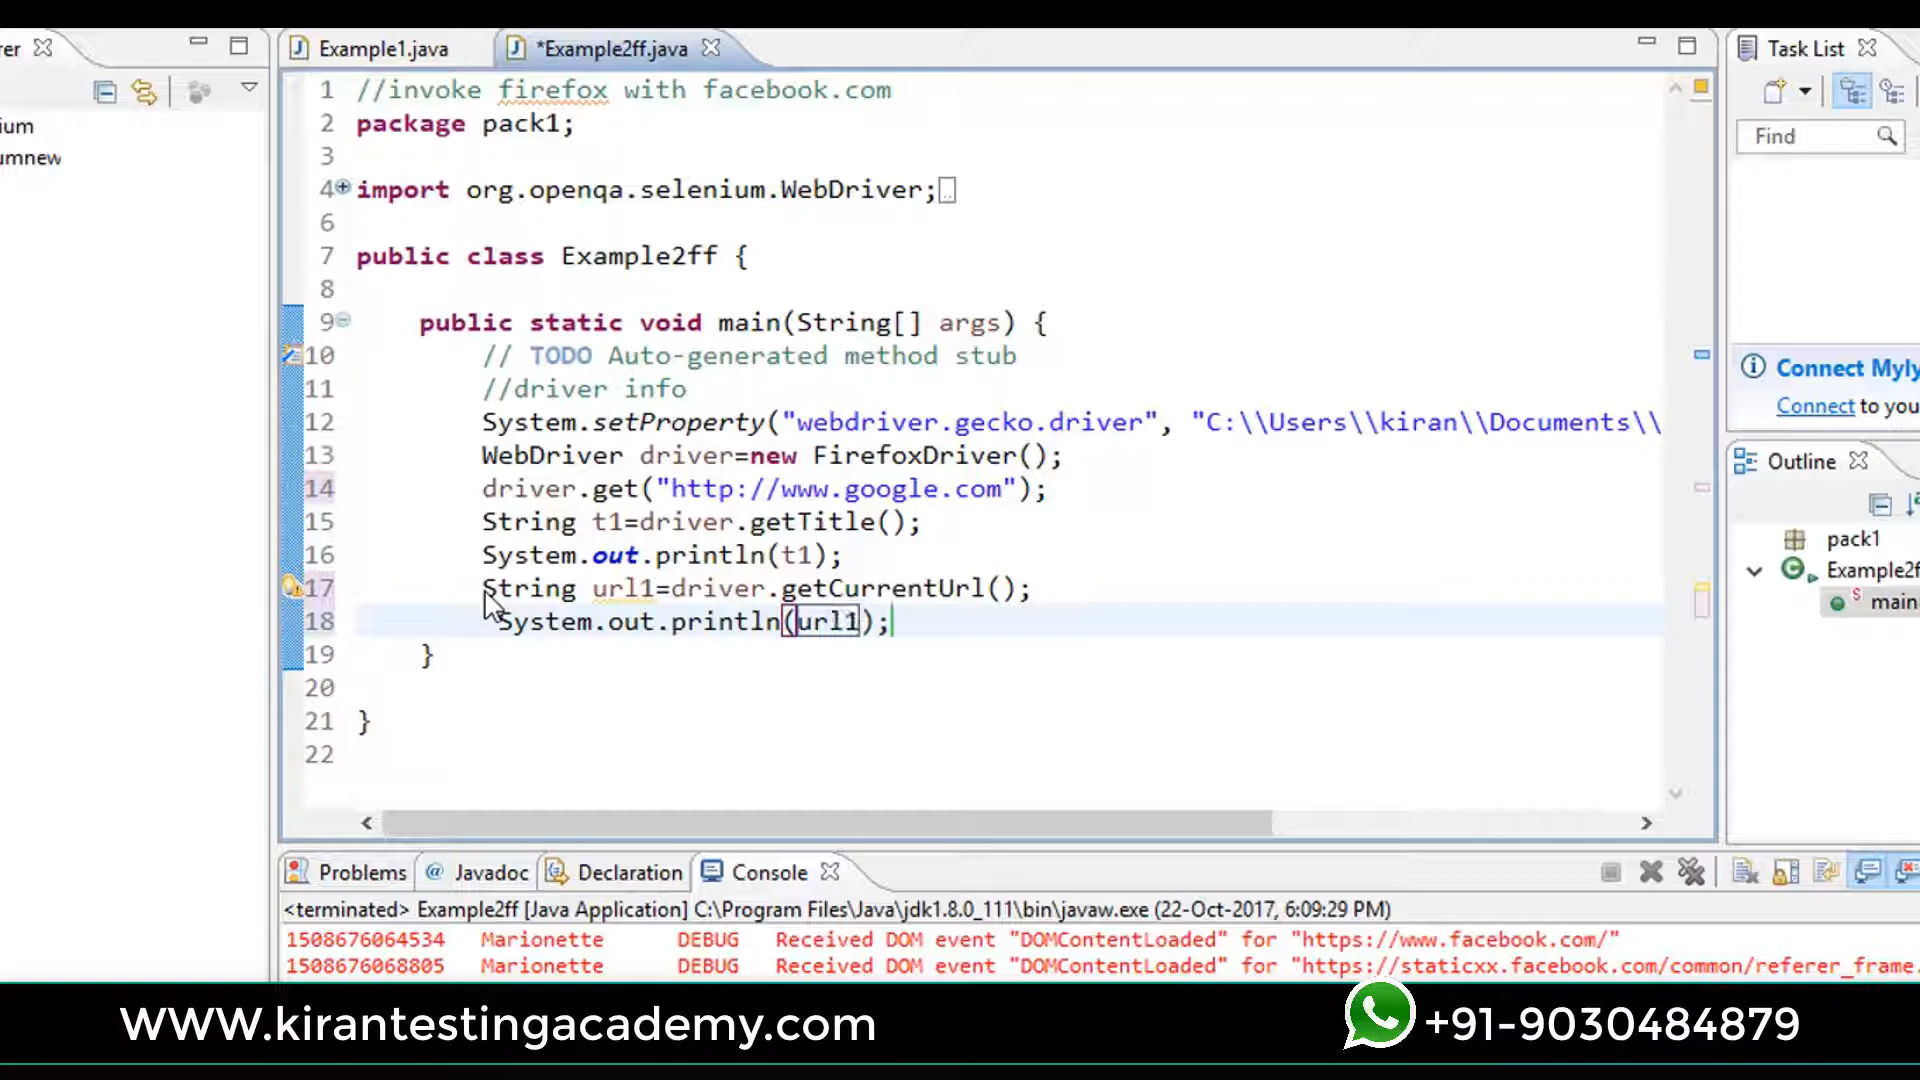 rer
Example1.java
*Example2ff.java
Task List
ium
umnew
Find
1 //invoke firefox with facebook.com
2 package pack1;
3
4 import org.openqa.selenium.WebDriver;
6
7 public class Example2ff {
8
9 public static void main(String[] args) {
10 // TODO Auto-generated method stub
11 //driver info
12 System.setProperty("webdriver.gecko.driver", "C:\\Users\\kiran\\Documents\\
13 WebDriver driver=new FirefoxDriver();
14 driver.get("http://www.google.com");
15 String t1=driver.getTitle();
16 System.out.println(t1);
17 String url1=driver.getCurrentUrl();
18 System.out.println(url1);
19 }
20
21 }
22
Connect Myly
Connect to you
Outline
pack1
Example2f
main
Problems
@ Javadoc
Declaration
Console
<terminated> Example2ff [Java Application] C:\Program Files\Java\jdk1.8.0_111\bin\javaw.exe (22-Oct-2017, 6:09:29 PM)
1508676064534 Marionette DEBUG Received DOM event "DOMContentLoaded" for "https://www.facebook.com/"
1508676068805 Marionette DEBUG Received DOM event "DOMContentLoaded" for "https://staticxx.facebook.com/common/referer_frame.
WWW.kirantestingacademy.com
+91-9030484879